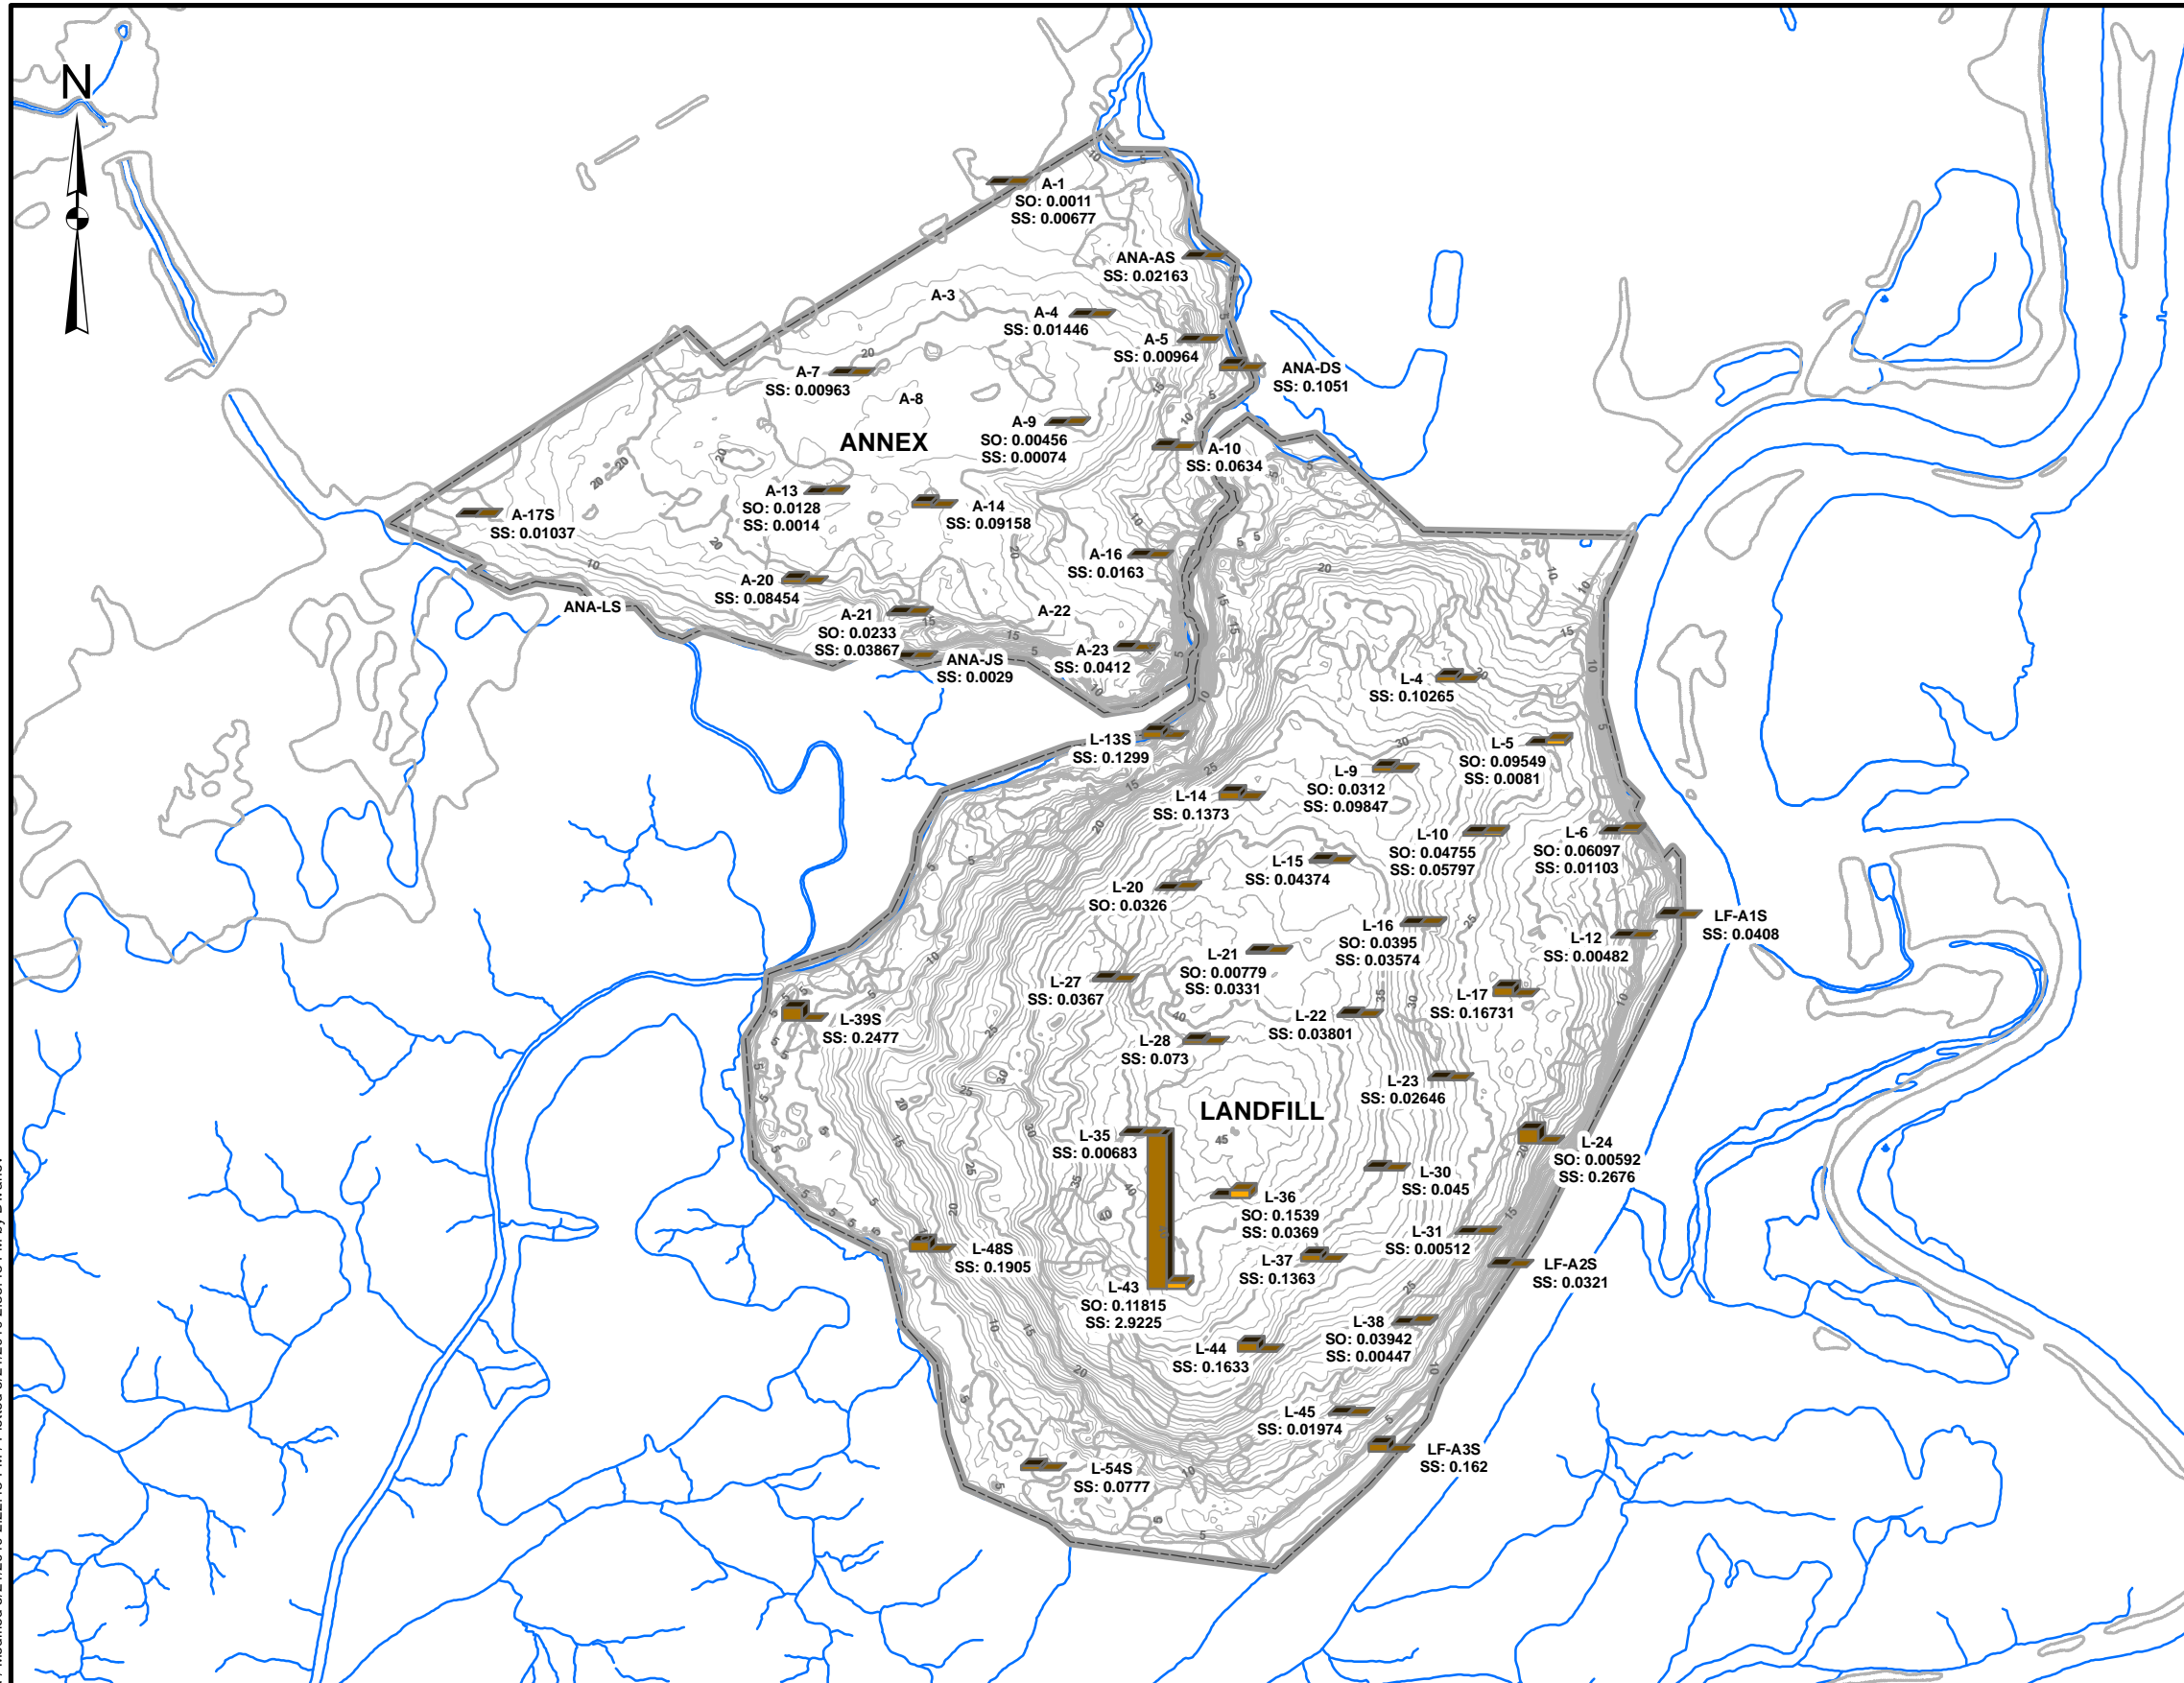 N
A-1
SO: 0.0011
SS: 0.00677
ANA-AS
SS: 0.02163
A-3
A-4
SS: 0.01446
A-5
SS: 0.00964
ANA-DS
SS: 0.1051
A-7
SS: 0.00963
A-8
A-9
SO: 0.00456
SS: 0.00074
ANNEX
A-10
SS: 0.0634
A-13
SO: 0.0128
SS: 0.0014
A-14
SS: 0.09158
A-17S
SS: 0.01037
A-16
SS: 0.0163
A-20
SS: 0.08454
ANA-LS
A-21
SO: 0.0233
SS: 0.03867
A-22
A-23
SS: 0.0412
ANA-JS
SS: 0.0029
L-4
SS: 0.10265
L-13S
SS: 0.1299
L-5
SO: 0.09549
SS: 0.0081
L-9
SO: 0.0312
SS: 0.09847
L-14
SS: 0.1373
L-10
SO: 0.04755
SS: 0.05797
L-6
SO: 0.06097
SS: 0.01103
L-15
SS: 0.04374
L-20
SO: 0.0326
LF-A1S
SS: 0.0408
L-16
SO: 0.0395
SS: 0.03574
L-12
SS: 0.00482
L-21
SO: 0.00779
SS: 0.0331
L-27
SS: 0.0367
L-17
SS: 0.16731
L-39S
SS: 0.2477
L-22
SS: 0.03801
L-28
SS: 0.073
L-23
SS: 0.02646
LANDFILL
L-35
SS: 0.00683
L-24
SO: 0.00592
SS: 0.2676
L-30
SS: 0.045
L-36
SO: 0.1539
SS: 0.0369
L-31
SS: 0.00512
L-48S
SS: 0.1905
L-37
SS: 0.1363
LF-A2S
SS: 0.0321
L-43
SO: 0.11815
SS: 2.9225
L-38
SO: 0.03942
SS: 0.00447
L-44
SS: 0.1633
L-45
SS: 0.01974
LF-A3S
SS: 0.162
L-54S
SS: 0.0777